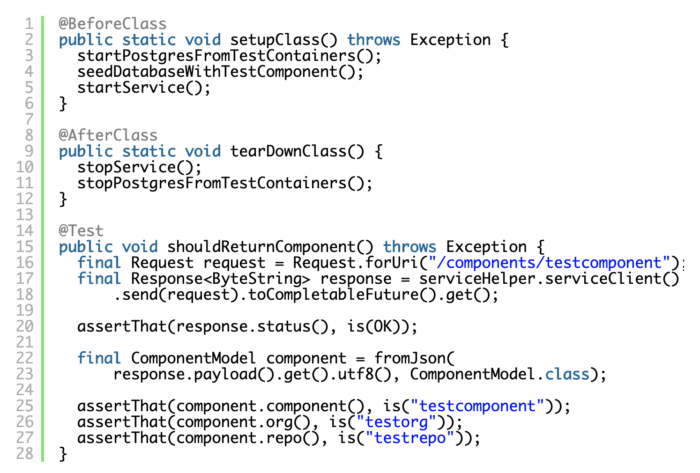 1 @BeforeClass
2 public static void setupClass() throws Exception {
3   startPostgresFromTestContainers();
4   seedDatabaseWithTestComponent();
5   startService();
6 }
7
8 @AfterClass
9 public static void tearDownClass() {
10   stopService();
11   stopPostgresFromTestContainers();
12 }
13
14 @Test
15 public void shouldReturnComponent() throws Exception {
16   final Request request = Request.forUri("/components/testcomponent");
17   final Response<ByteString> response = serviceHelper.serviceClient()
18       .send(request).toCompletableFuture().get();
19
20   assertThat(response.status(), is(OK));
21
22   final ComponentModel component = fromJson(
23       response.payload().get().utf8(), ComponentModel.class);
24
25   assertThat(component.component(), is("testcomponent"));
26   assertThat(component.org(), is("testorg"));
27   assertThat(component.repo(), is("testrepo"));
28 }